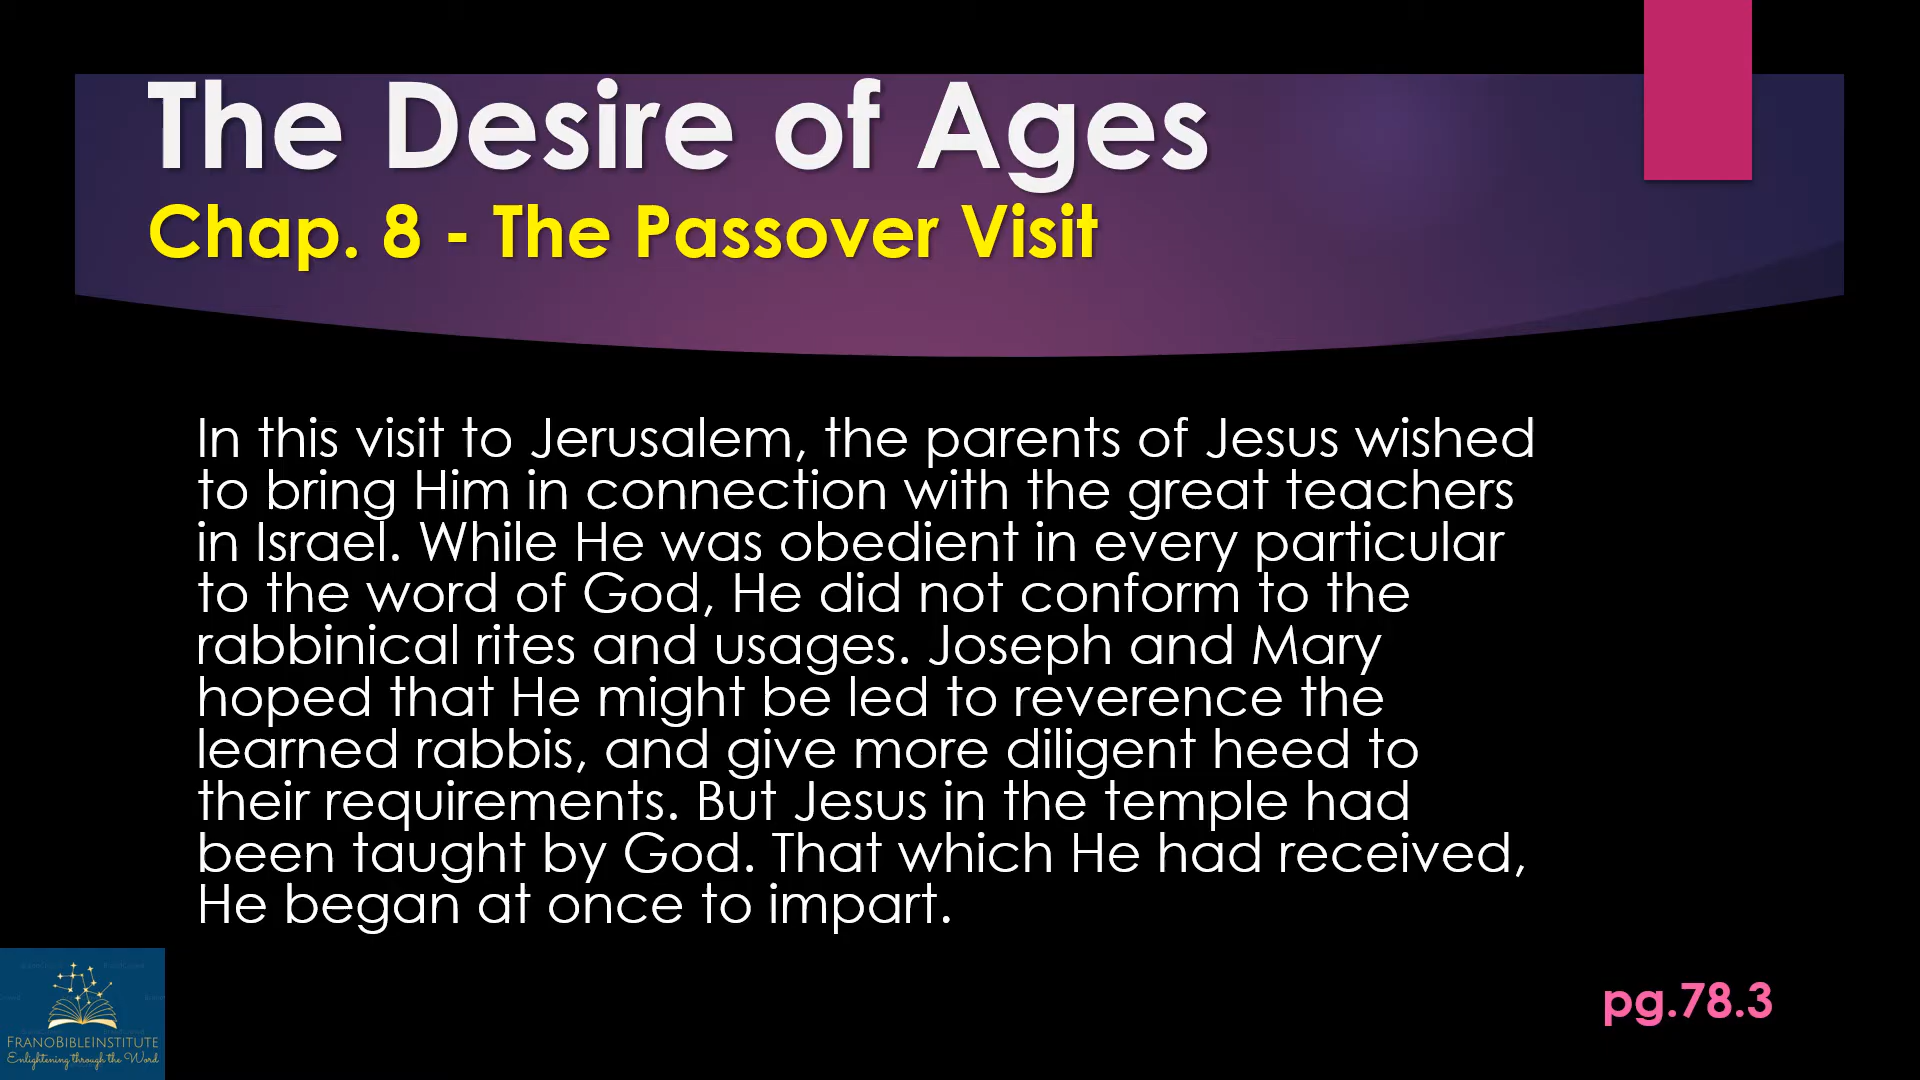 The Desire of Ages
Chap. 8 - The Passover Visit
In this visit to Jerusalem, the parents of Jesus wished
to bring Him in connection with the great teachers
in Israel. While He was obedient in every particular
to the word of God, He did not conform to the
rabbinical rites and usages. Joseph and Mary
hoped that He might be led to reverence the
learned rabbis, and give more diligent heed to
their requirements. But Jesus in the temple had
been taught by God. That which He had received,
He began at once to impart.
pg.78.3
FRANOBIBLEINSTITUTE
Enlightening through the Word